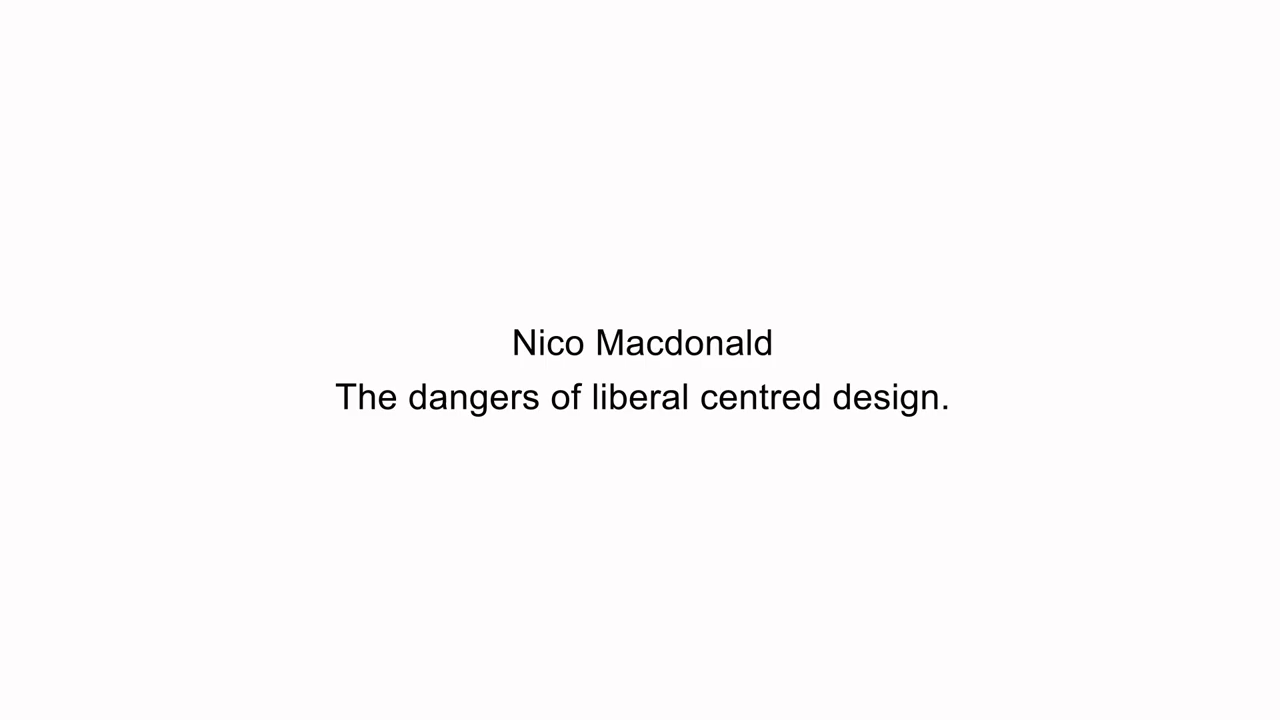 Nico Macdonald
The dangers of liberal centred design.